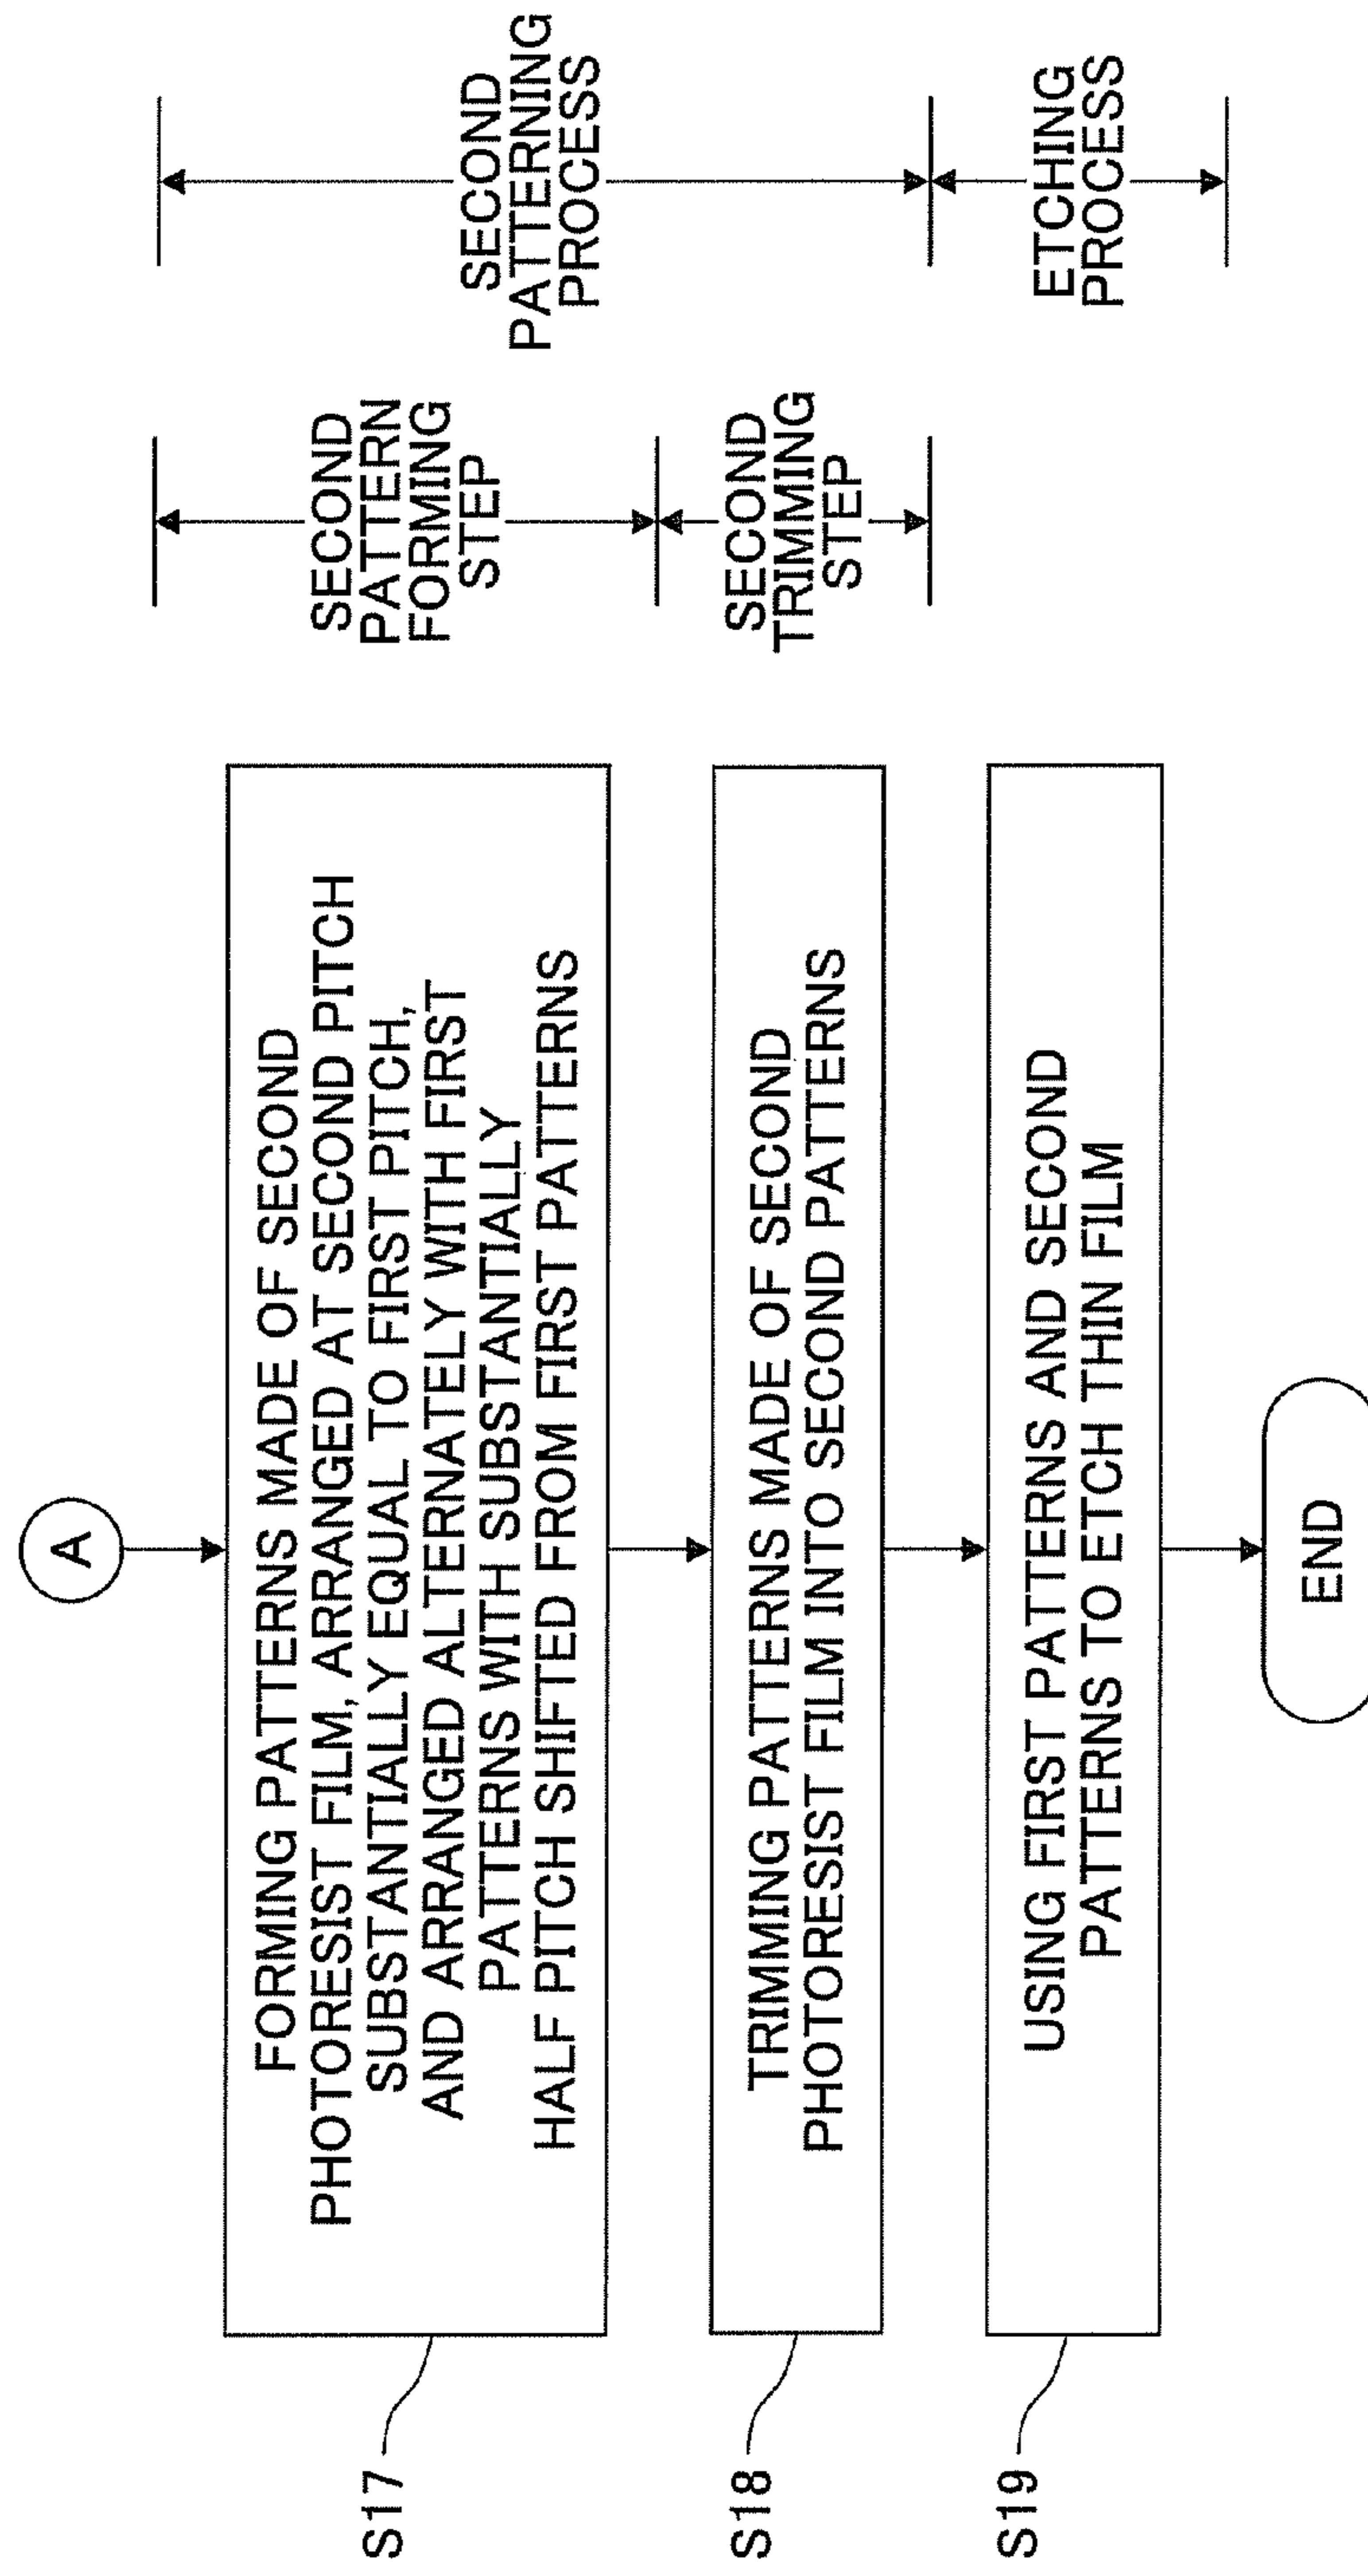 A
S17
FORMING PATTERNS MADE OF SECOND
PHOTORESIST FILM, ARRANGED AT SECOND PITCH
SUBSTANTIALLY EQUAL TO FIRST PITCH,
AND ARRANGED ALTERNATELY WITH FIRST
PATTERNS WITH SUBSTANTIALLY
HALF PITCH SHIFTED FROM FIRST PATTERNS
SECOND
PATTERN
FORMING
STEP
SECOND
PATTERNING
PROCESS
S18
TRIMMING PATTERNS MADE OF SECOND
PHOTORESIST FILM INTO SECOND PATTERNS
SECOND
TRIMMING
STEP
S19
USING FIRST PATTERNS AND SECOND
PATTERNS TO ETCH THIN FILM
ETCHING
PROCESS
END